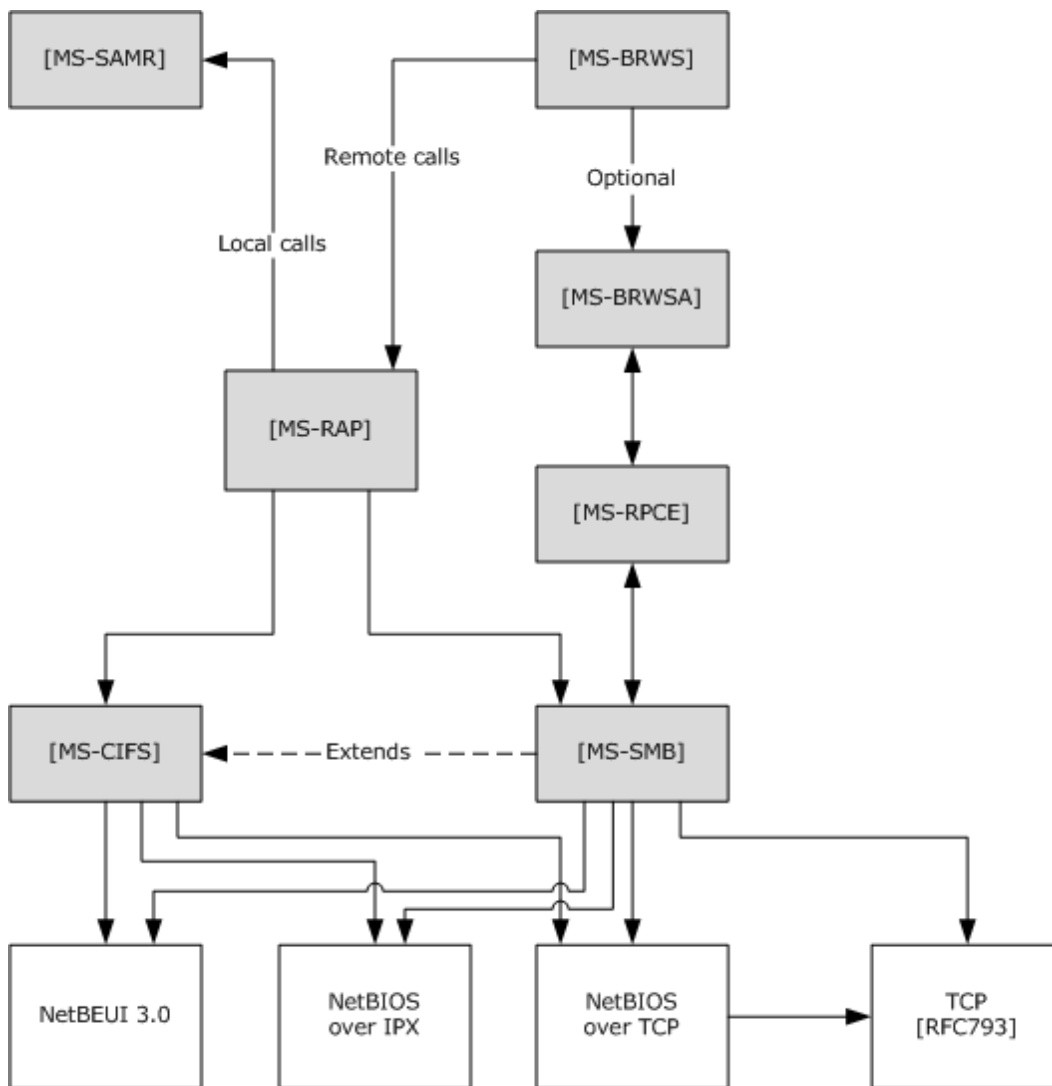 [MS-SAMR]
[MS-BRWS]
Remote calls
Optional
Local calls
[MS-BRWSA]
[MS-RAP]
[MS-RPCE]
[MS-CIFS]
Extends
[MS-SMB]
NetBEUI 3.0
NetBIOS
over IPX
NetBIOS
over TCP
TCP
[RFC793]